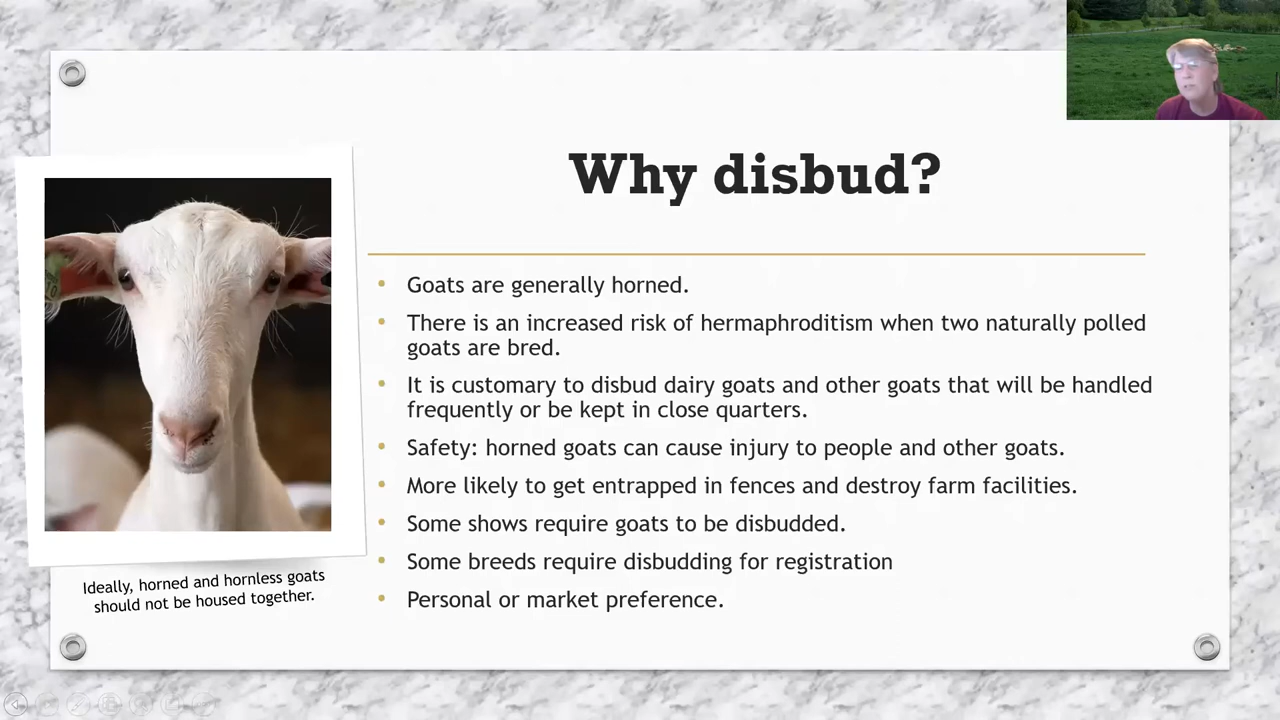 Why disbud?
Goats are generally horned.
There is an increased risk of hermaphroditism when two naturally polled
goats are bred.
It is customary to disbud dairy goats and other goats that will be handled
frequently or be kept in close quarters.
Safety: horned goats can cause injury to people and other goats.
More likely to get entrapped in fences and destroy farm facilities.
Some shows require goats to be disbudded.
Some breeds require disbudding for registration
Personal or market preference.
Ideally, horned and hornless goats
should not be housed together.